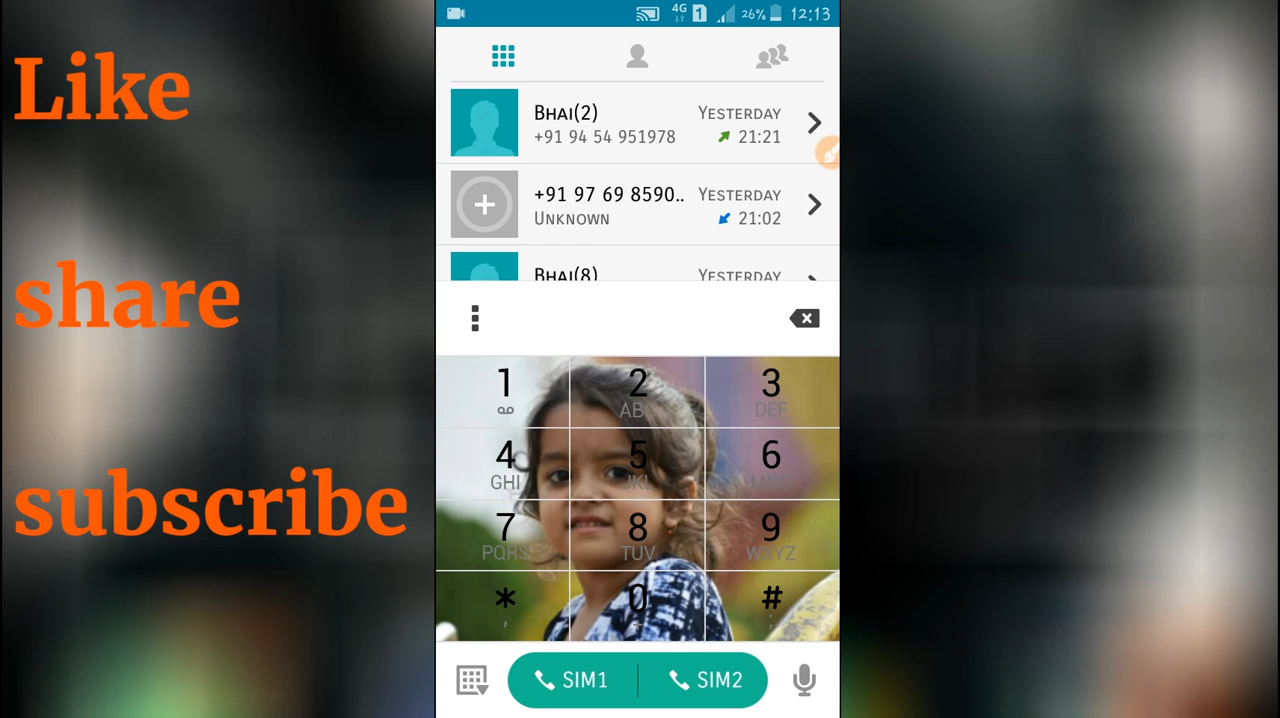 Like
share
subscribe
4G 1 26% 12:13
Bhai(2) Yesterday
+91 94 54 951978 21:21
+91 97 69 8590.. Yesterday
Unknown 21:02
Bhai(8) Yesterday
1 2 3
ABC DEF
4 5 6
GHI JKL MNO
7 8 9
PQRS TUV WXYZ
* 0 #
, + ;
SIM1 SIM2